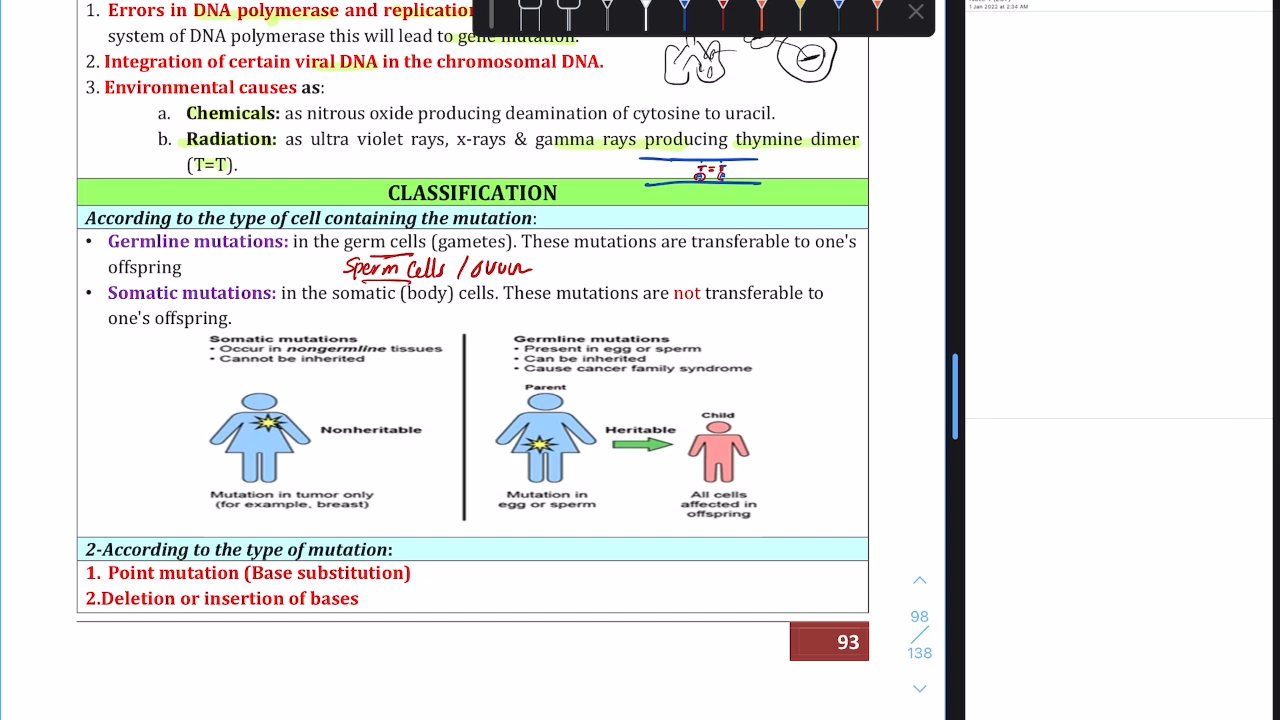 1 Jan 2022 at 2:34 AM
1. Errors in DNA polymerase and replication
system of DNA polymerase this will lead to gene mutation.
2. Integration of certain viral DNA in the chromosomal DNA.
3. Environmental causes as:
a. Chemicals: as nitrous oxide producing deamination of cytosine to uracil.
b. Radiation: as ultra violet rays, x-rays & gamma rays producing thymine dimer
(T=T).
CLASSIFICATION
According to the type of cell containing the mutation:
• Germline mutations: in the germ cells (gametes). These mutations are transferable to one's
offspring
Sperm Cells / ovum
• Somatic mutations: in the somatic (body) cells. These mutations are not transferable to
one's offspring.
Somatic mutations
• Occur in nongermline tissues
• Cannot be inherited
Nonheritable
Mutation in tumor only
(for example, breast)
Germline mutations
• Present in egg or sperm
• Can be inherited
• Cause cancer family syndrome
Parent
Heritable
Child
Mutation in
egg or sperm
All cells
affected in
offspring
2-According to the type of mutation:
1. Point mutation (Base substitution)
2.Deletion or insertion of bases
93
98
138